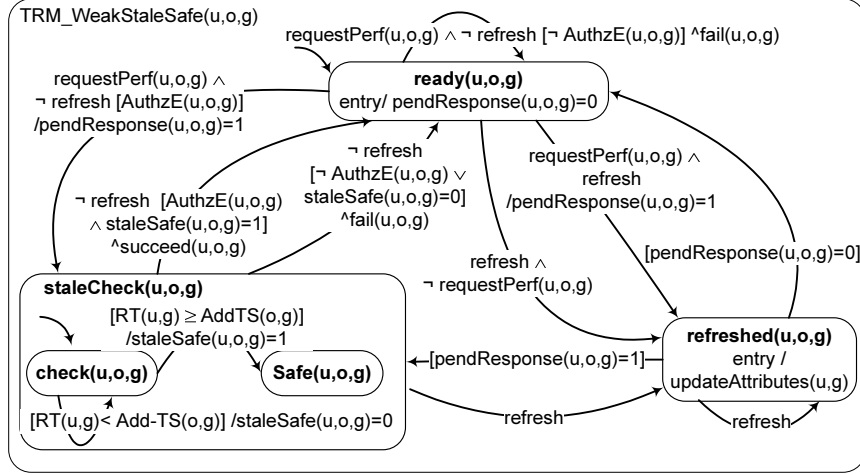 TRM_WeakStaleSafe(u,o,g)
requestPerf(u,o,g) ∧ ¬ refresh [¬ AuthzE(u,o,g)] ^fail(u,o,g)
ready(u,o,g)
entry/ pendResponse(u,o,g)=0
requestPerf(u,o,g) ∧
¬ refresh [AuthzE(u,o,g)]
/pendResponse(u,o,g)=1
¬ refresh
[¬ AuthzE(u,o,g) ∨
staleSafe(u,o,g)=0]
^fail(u,o,g)
requestPerf(u,o,g) ∧
refresh
/pendResponse(u,o,g)=1
¬ refresh [AuthzE(u,o,g)
∧ staleSafe(u,o,g)=1]
^succeed(u,o,g)
[pendResponse(u,o,g)=0]
refresh ∧
¬ requestPerf(u,o,g)
staleCheck(u,o,g)
[RT(u,g) ≥ AddTS(o,g)]
/staleSafe(u,o,g)=1
check(u,o,g)
Safe(u,o,g)
[RT(u,g)< Add-TS(o,g)] /staleSafe(u,o,g)=0
[pendResponse(u,o,g)=1]
refreshed(u,o,g)
entry /
updateAttributes(u,g)
refresh
refresh